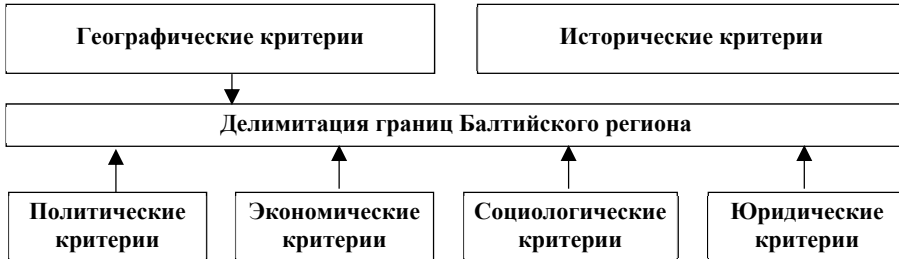 Географические критерии
Исторические критерии
Делимитация границ Балтийского региона
Политические
критерии
Экономические
критерии
Социологические
критерии
Юридические
критерии